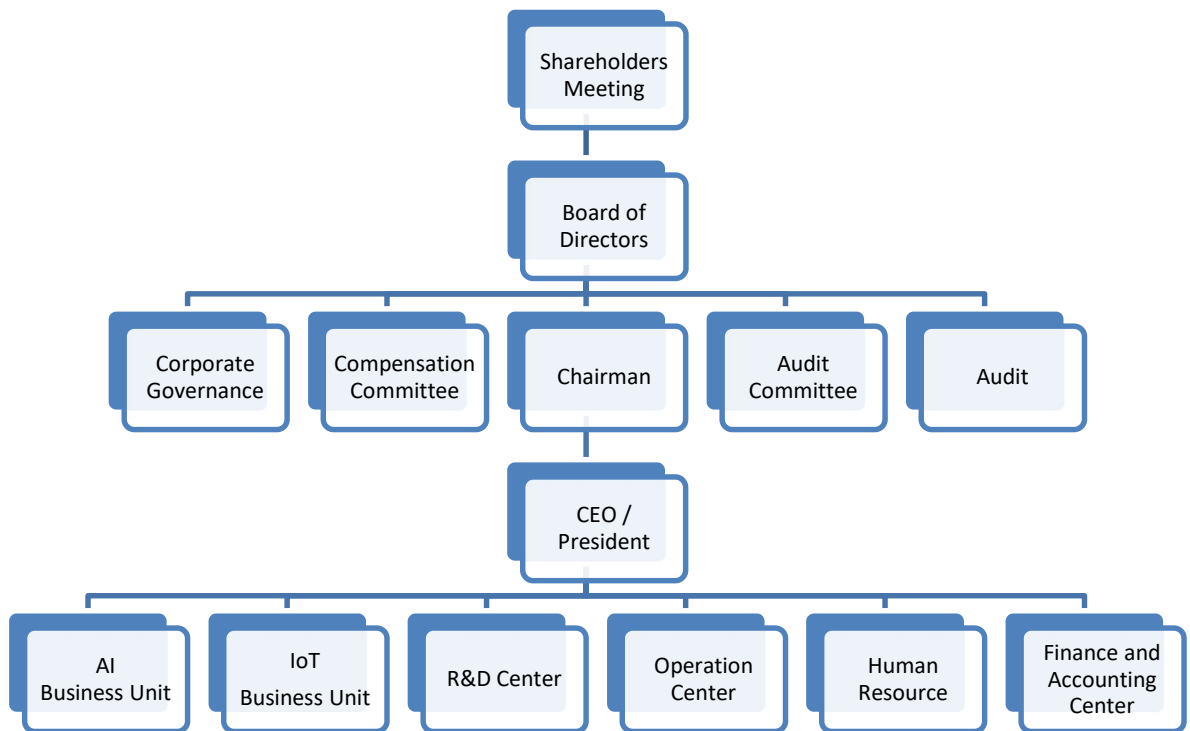 Shareholders
Meeting
Board of
Directors
Corporate
Governance
Compensation
Committee
Chairman
Audit
Committee
Audit
CEO /
President
AI
Business Unit
IoT
Business Unit
R&D Center
Operation
Center
Human
Resource
Finance and
Accounting
Center